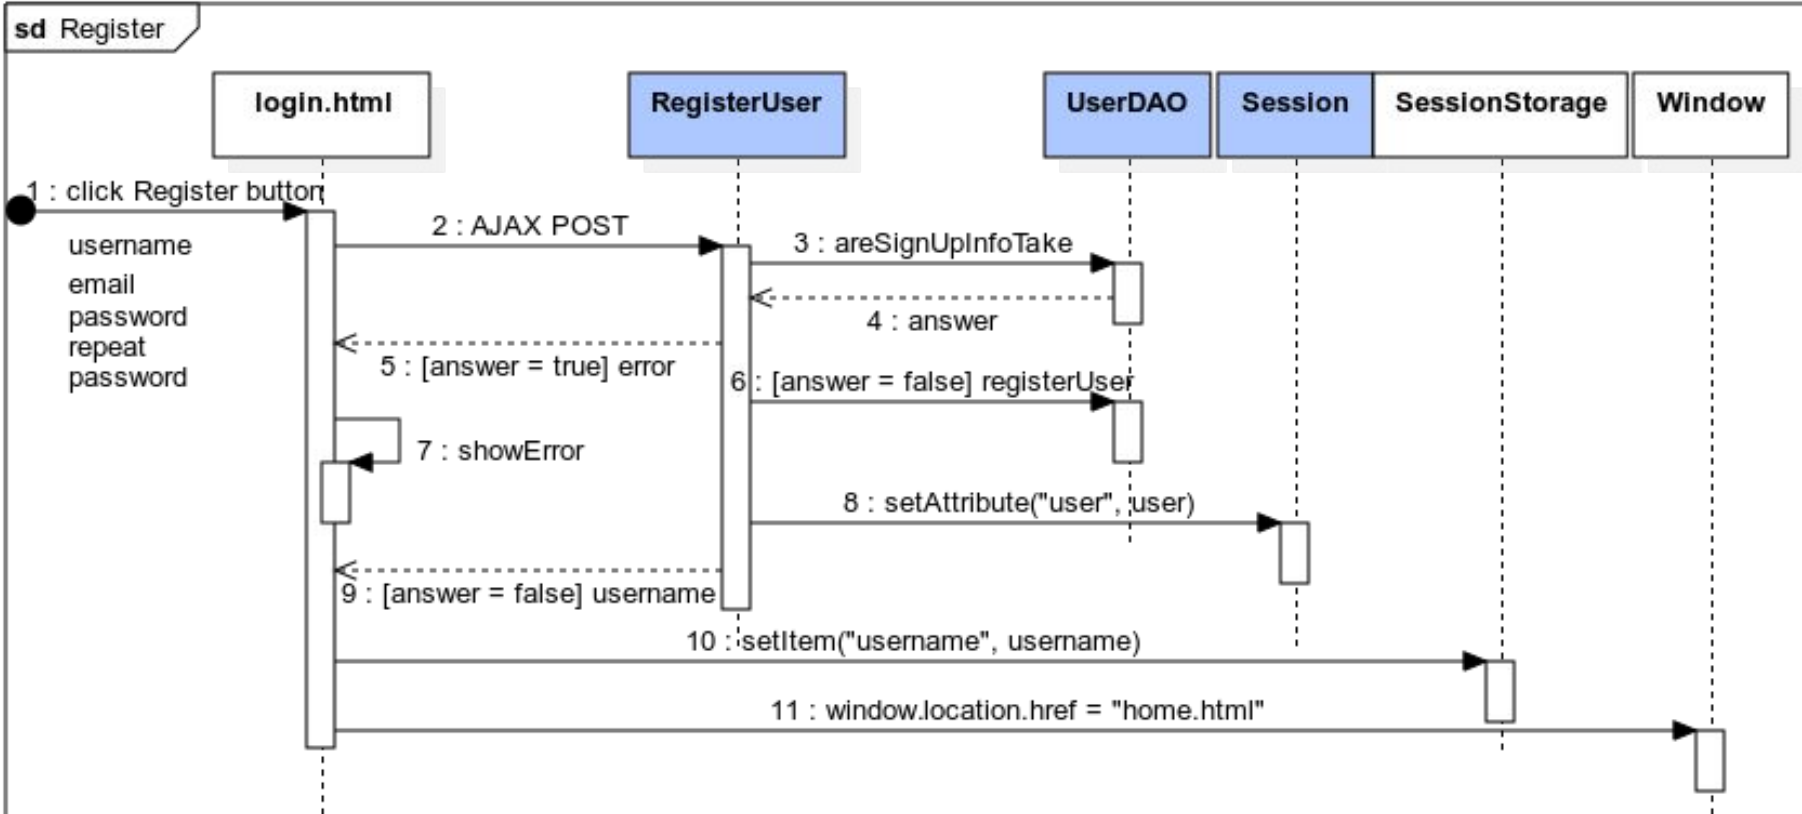 sd Register
login.html
RegisterUser
UserDAO
Session
SessionStorage
Window
1 : click Register button
username
email
password
repeat
password
2 : AJAX POST
3 : areSignUpInfoTake
4 : answer
5 : [answer = true] error
6 : [answer = false] registerUser
7 : showError
8 : setAttribute("user", user)
9 : [answer = false] username
10 : setItem("username", username)
11 : window.location.href = "home.html"